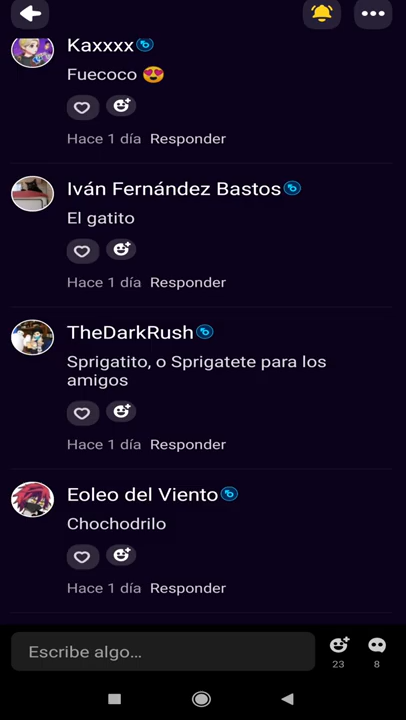 Kaxxxx
Fuecoco 😍
Hace 1 día Responder
Iván Fernández Bastos
El gatito
Hace 1 día Responder
TheDarkRush
Sprigatito, o Sprigatete para los
amigos
Hace 1 día Responder
Eoleo del Viento
Chochodrilo
Hace 1 día Responder
Escribe algo...
23
8